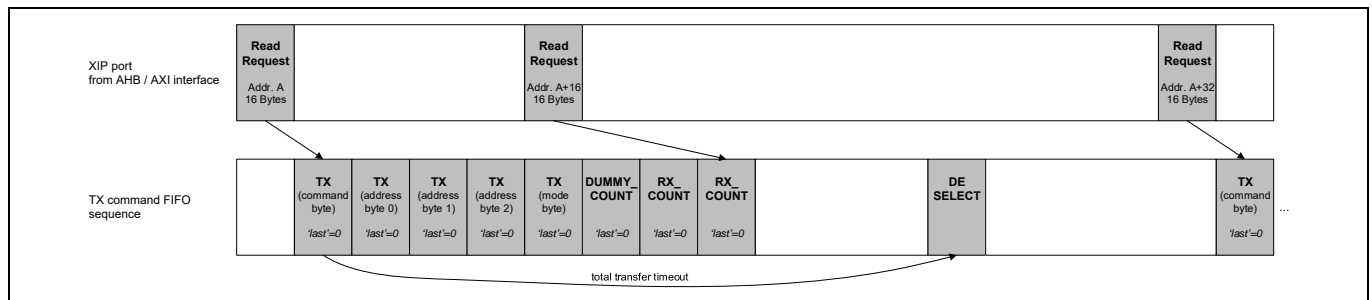 XIP port
from AHB / AXI interface
Read
Request
Addr. A
16 Bytes
Read
Request
Addr. A+16
16 Bytes
Read
Request
Addr. A+32
16 Bytes
TX command FIFO
sequence
TX
(command
byte)
'last'=0
TX
(address
byte 0)
'last'=0
TX
(address
byte 1)
'last'=0
TX
(address
byte 2)
'last'=0
TX
(mode
byte)
'last'=0
DUMMY_
COUNT
'last'=0
RX_
COUNT
'last'=0
RX_
COUNT
'last'=0
DE
SELECT
TX
(command
byte)
'last'=0
...
total transfer timeout